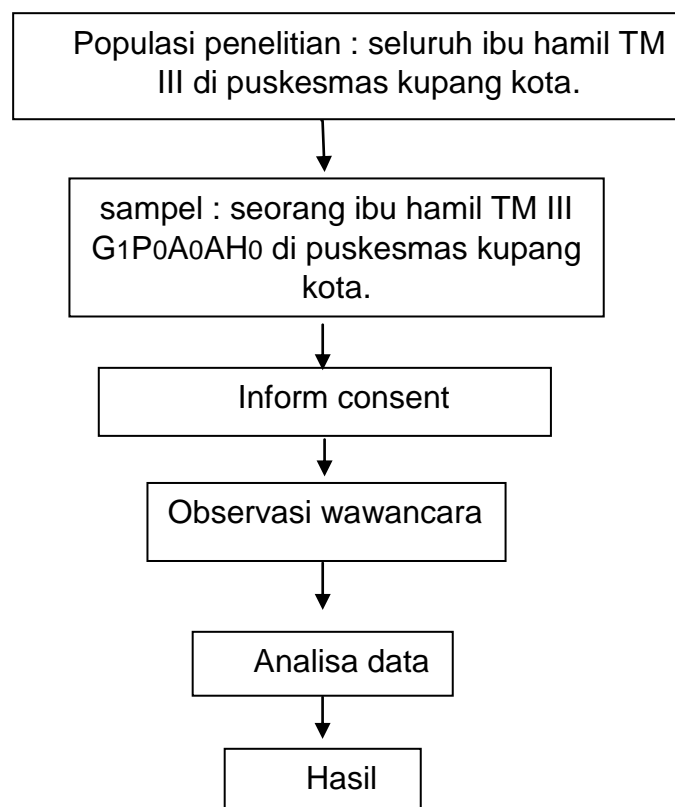 Populasi penelitian : seluruh ibu hamil TM
III di puskesmas kupang kota.
sampel : seorang ibu hamil TM III
G1P0A0AH0 di puskesmas kupang
kota.
Inform consent
Observasi wawancara
Analisa data
Hasil